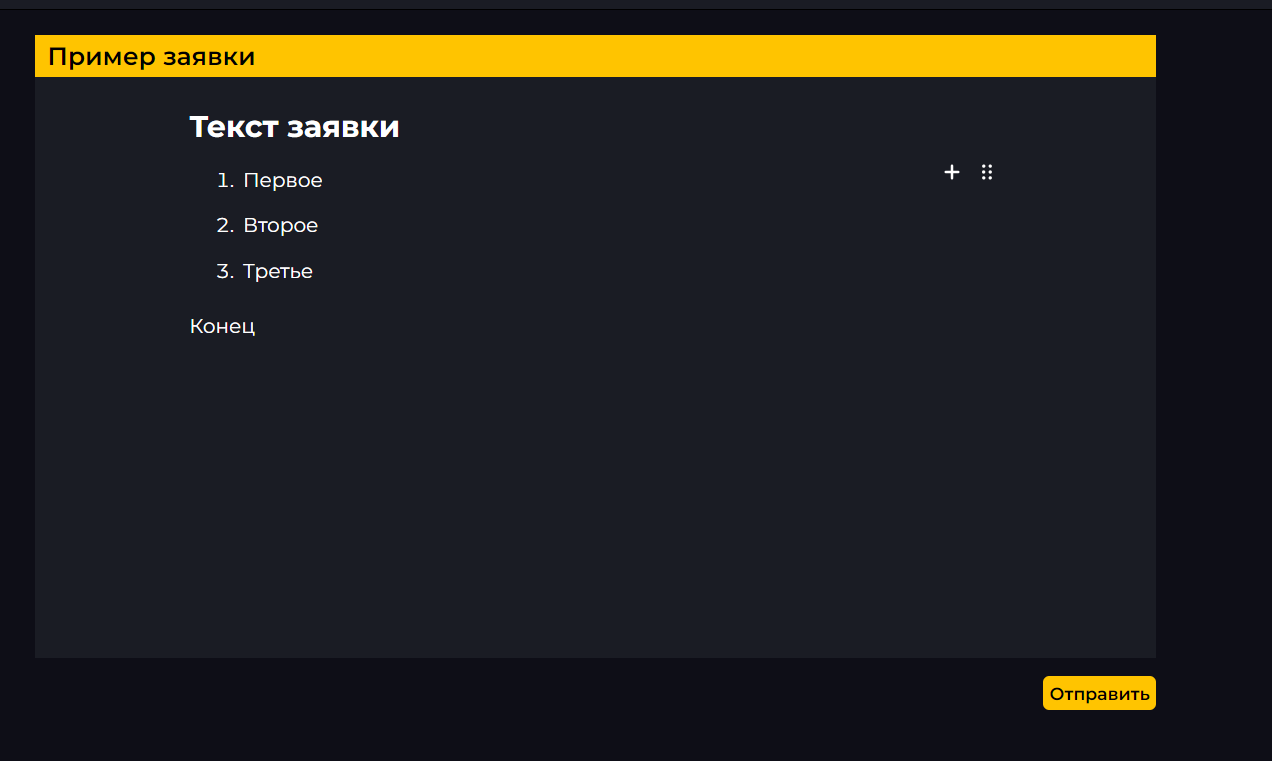 Пример заявки
Текст заявки
1. Первое
2. Второе
3. Третье
Конец
Отправить